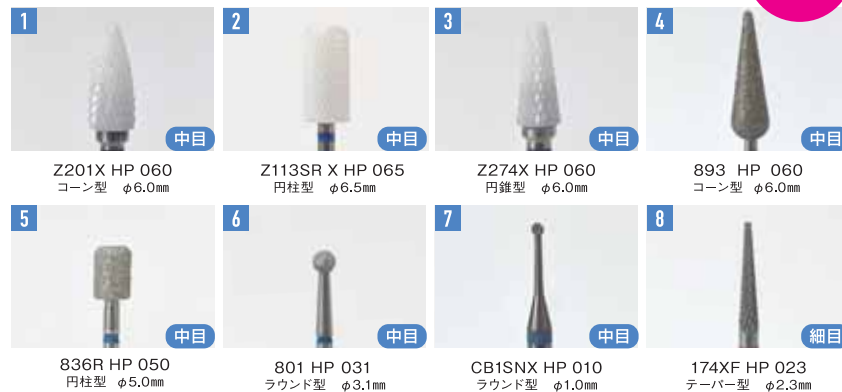 1
中目
Z201X HP 060
コーン型 φ6.0mm
2
中目
Z113SR X HP 065
円柱型 φ6.5mm
3
中目
Z274X HP 060
円錐型 φ6.0mm
4
中目
893 HP 060
コーン型 φ6.0mm
5
中目
836R HP 050
円柱型 φ5.0mm
6
中目
801 HP 031
ラウンド型 φ3.1mm
7
中目
CB1SNX HP 010
ラウンド型 φ1.0mm
8
細目
174XF HP 023
テーパー型 φ2.3mm